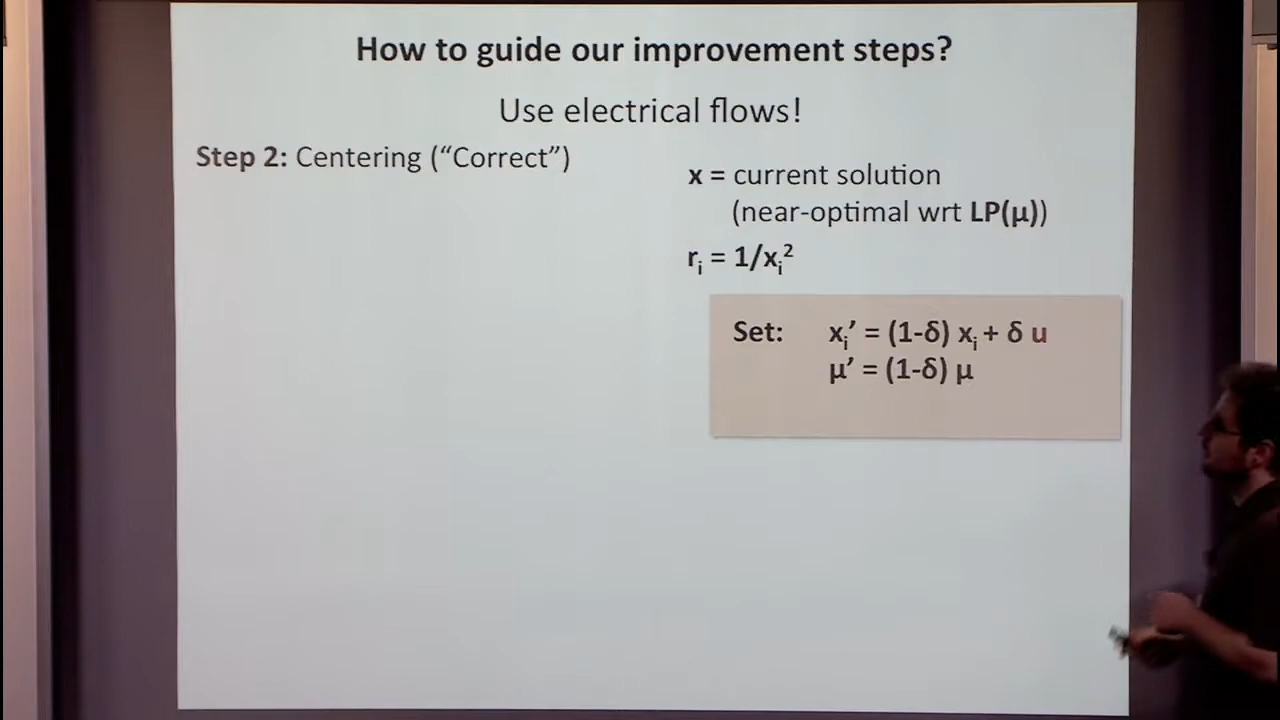 How to guide our improvement steps?
Use electrical flows!
Step 2: Centering (“Correct”)
x = current solution
(near-optimal wrt LP(μ))
rᵢ = 1/xᵢ²
Set: xᵢ’ = (1-δ) xᵢ + δ u
μ’ = (1-δ) μ